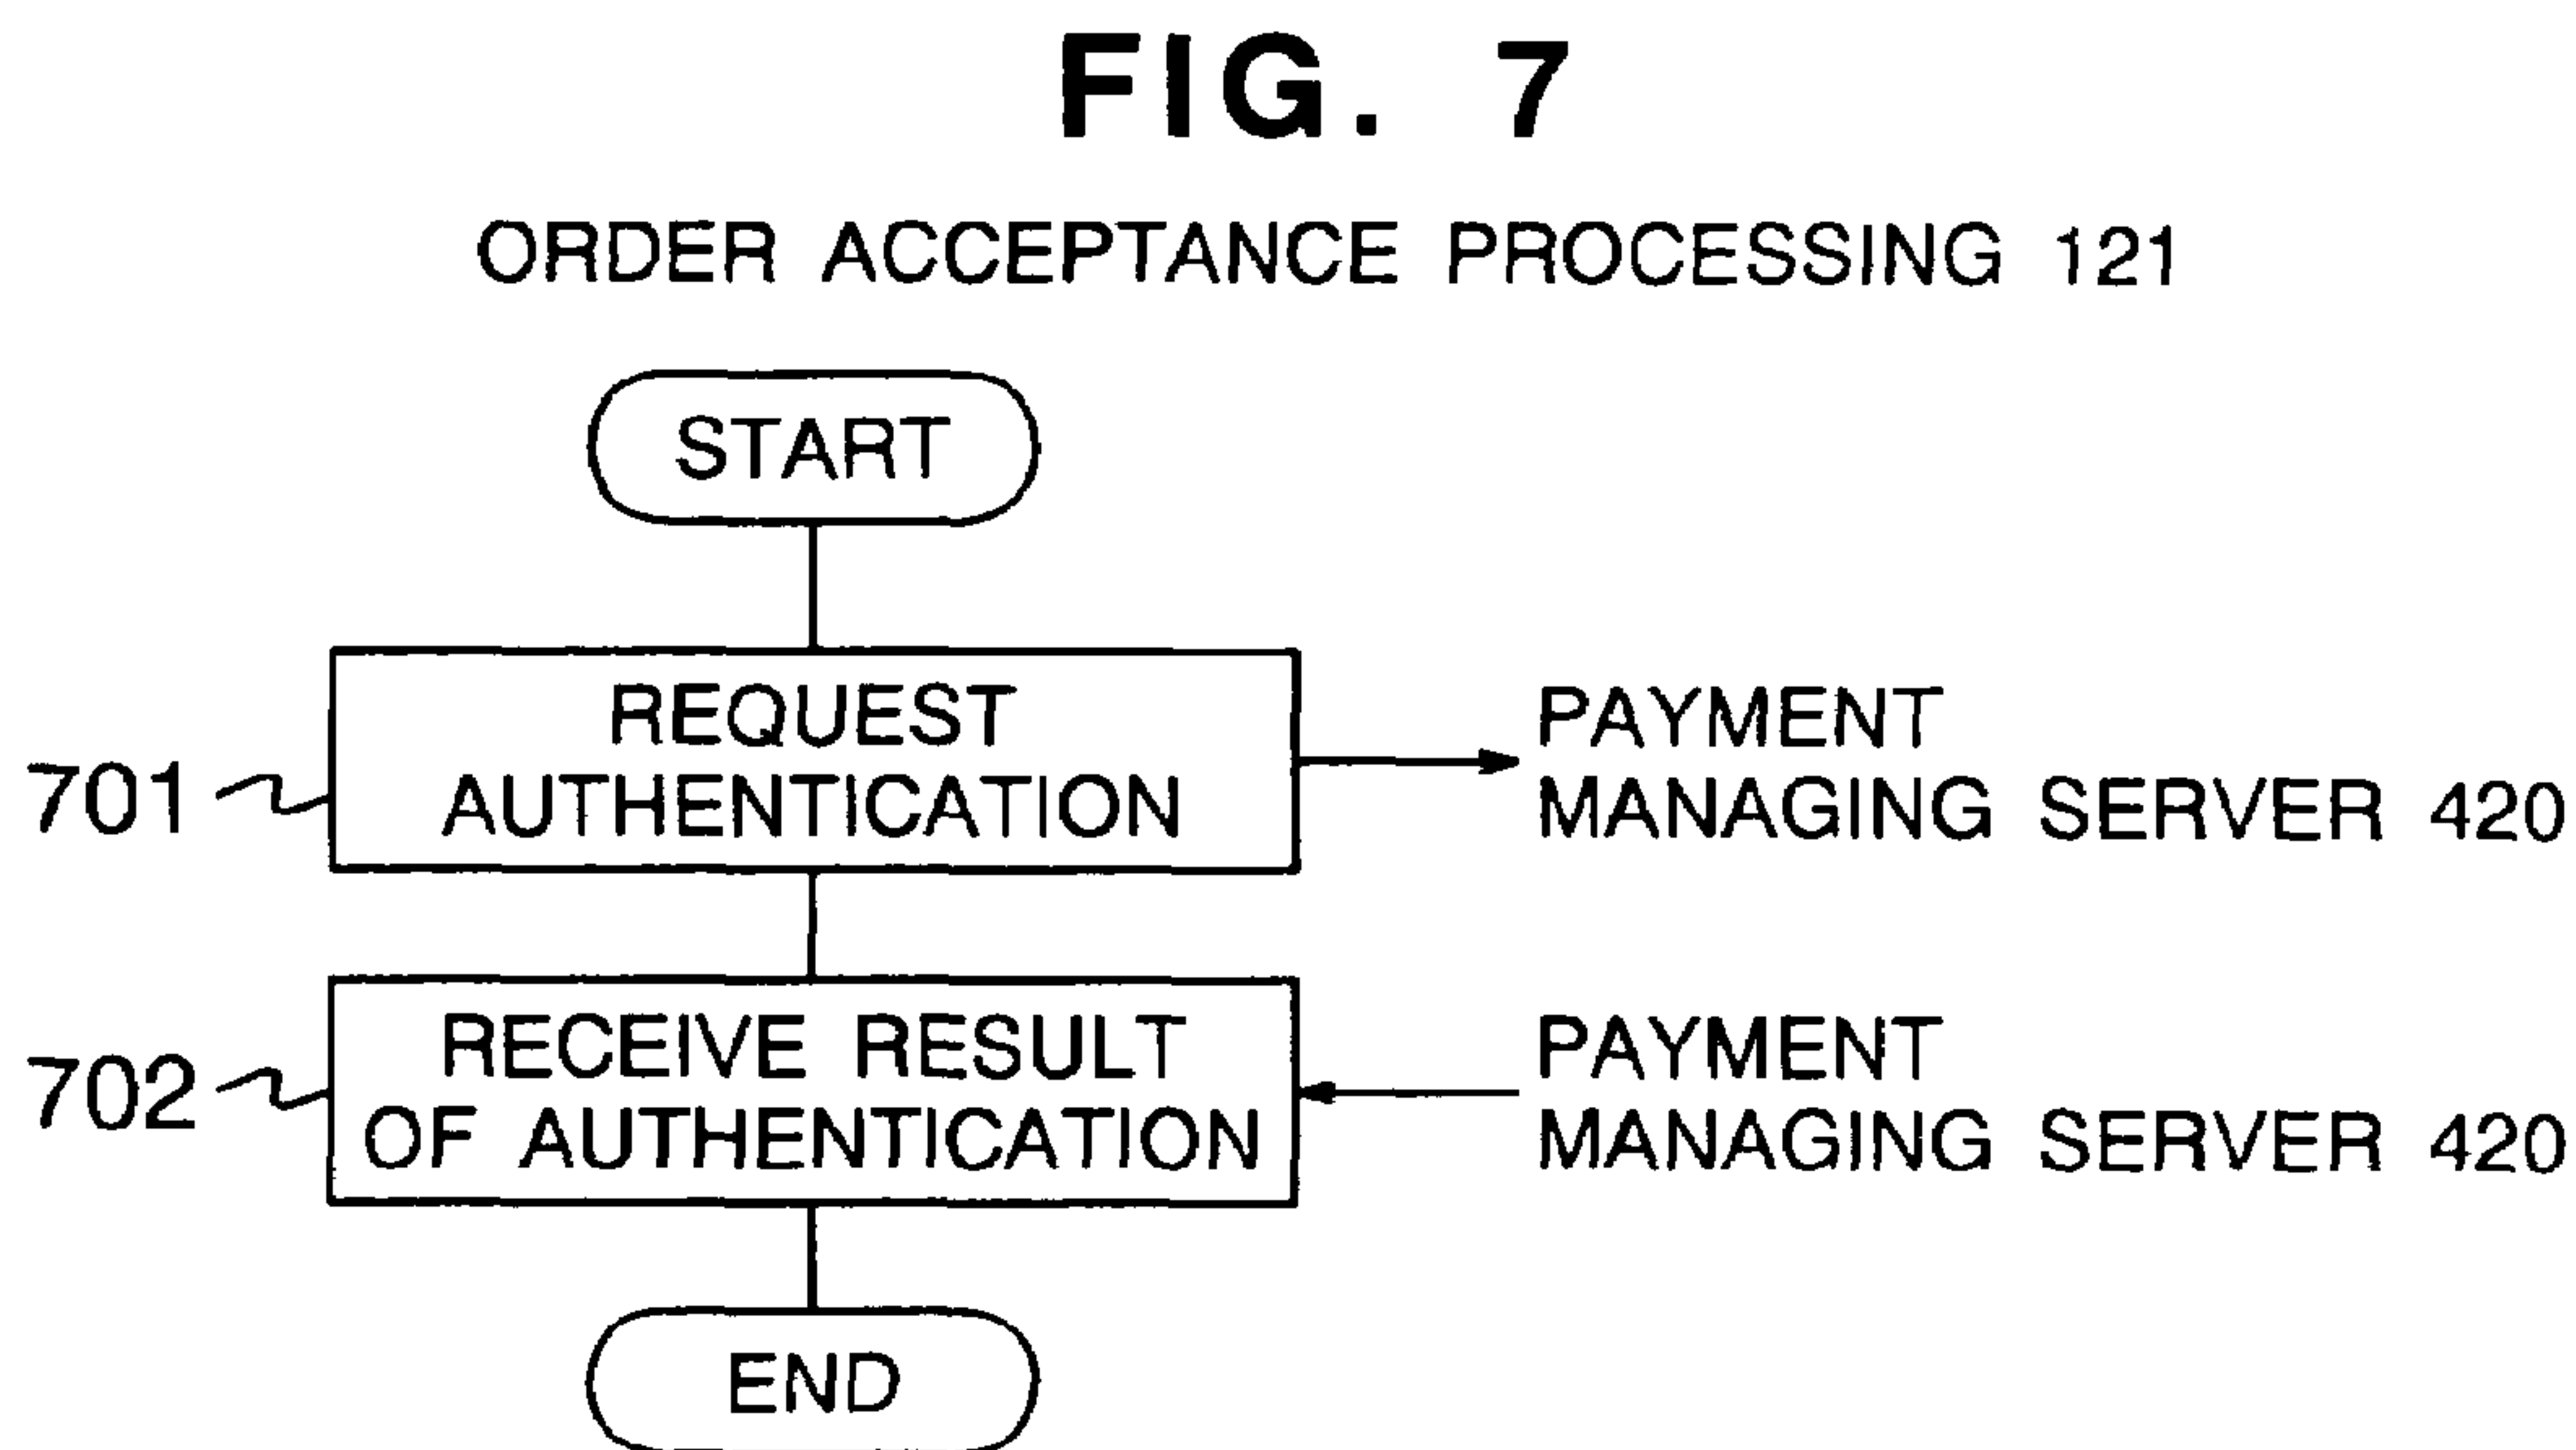 FIG. 7
ORDER ACCEPTANCE PROCESSING 121
START
REQUEST
AUTHENTICATION
701
PAYMENT
MANAGING SERVER 420
RECEIVE RESULT
OF AUTHENTICATION
702
PAYMENT
MANAGING SERVER 420
END